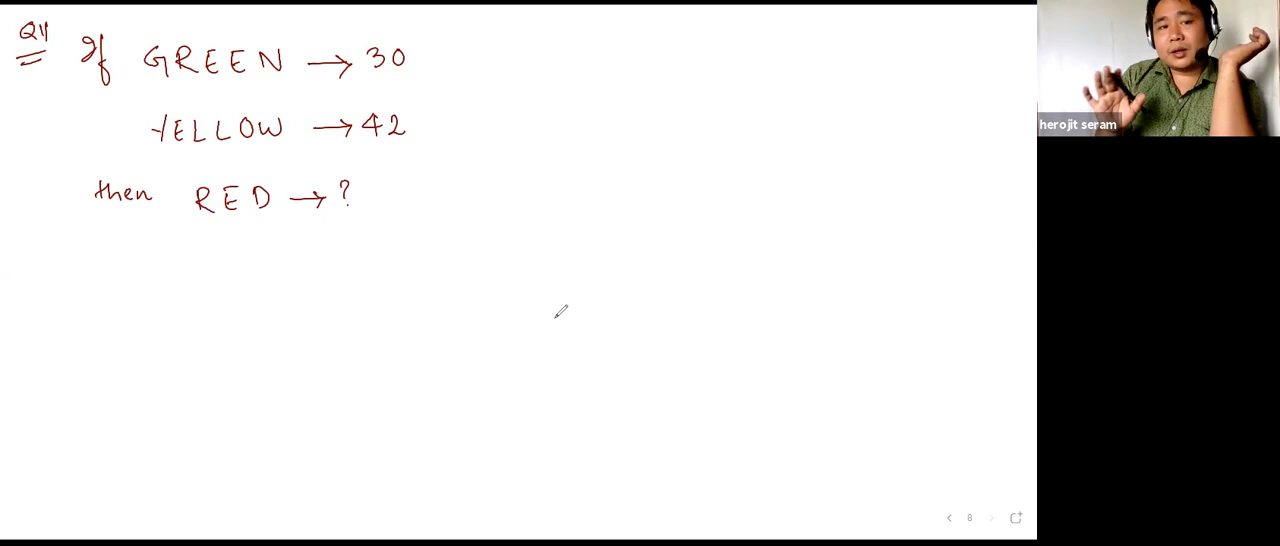 Q11 If GREEN → 30
YELLOW → 42
then RED → ?
herojit seram
< 8 >